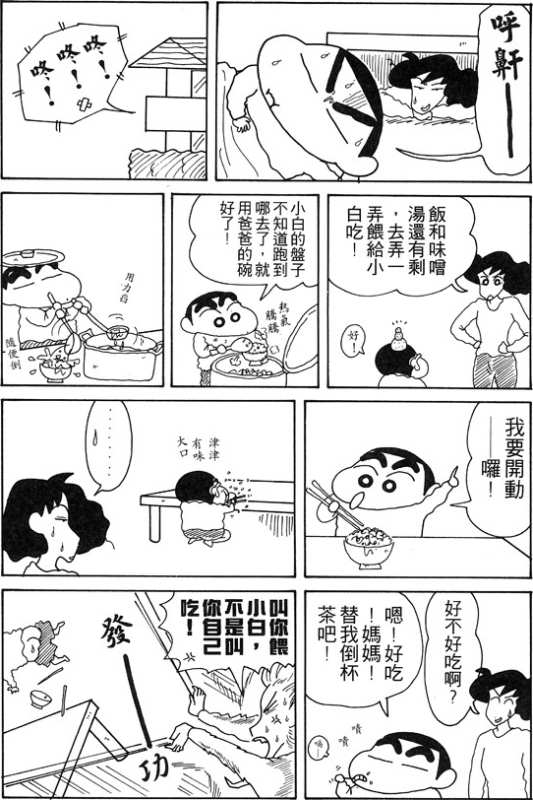 呼
鼾
咚
咚
咚
！
！
！
飯和味噌
湯還有剩
，去弄一
弄餵給小
白吃！
好！
小白的盤子
不知道跑到
哪去了，就
用爸爸的碗
好了！
熱氣
騰騰
用力舀
隨便倒
我要開動
囉！
津津
有味
大口
‧‧‧‧‧‧
好不好吃啊？
嗯！好吃
！媽媽！
替我倒杯
茶吧！
嘖
嘖
叫你餵
小白，
不是叫
你自己
吃！
發
功